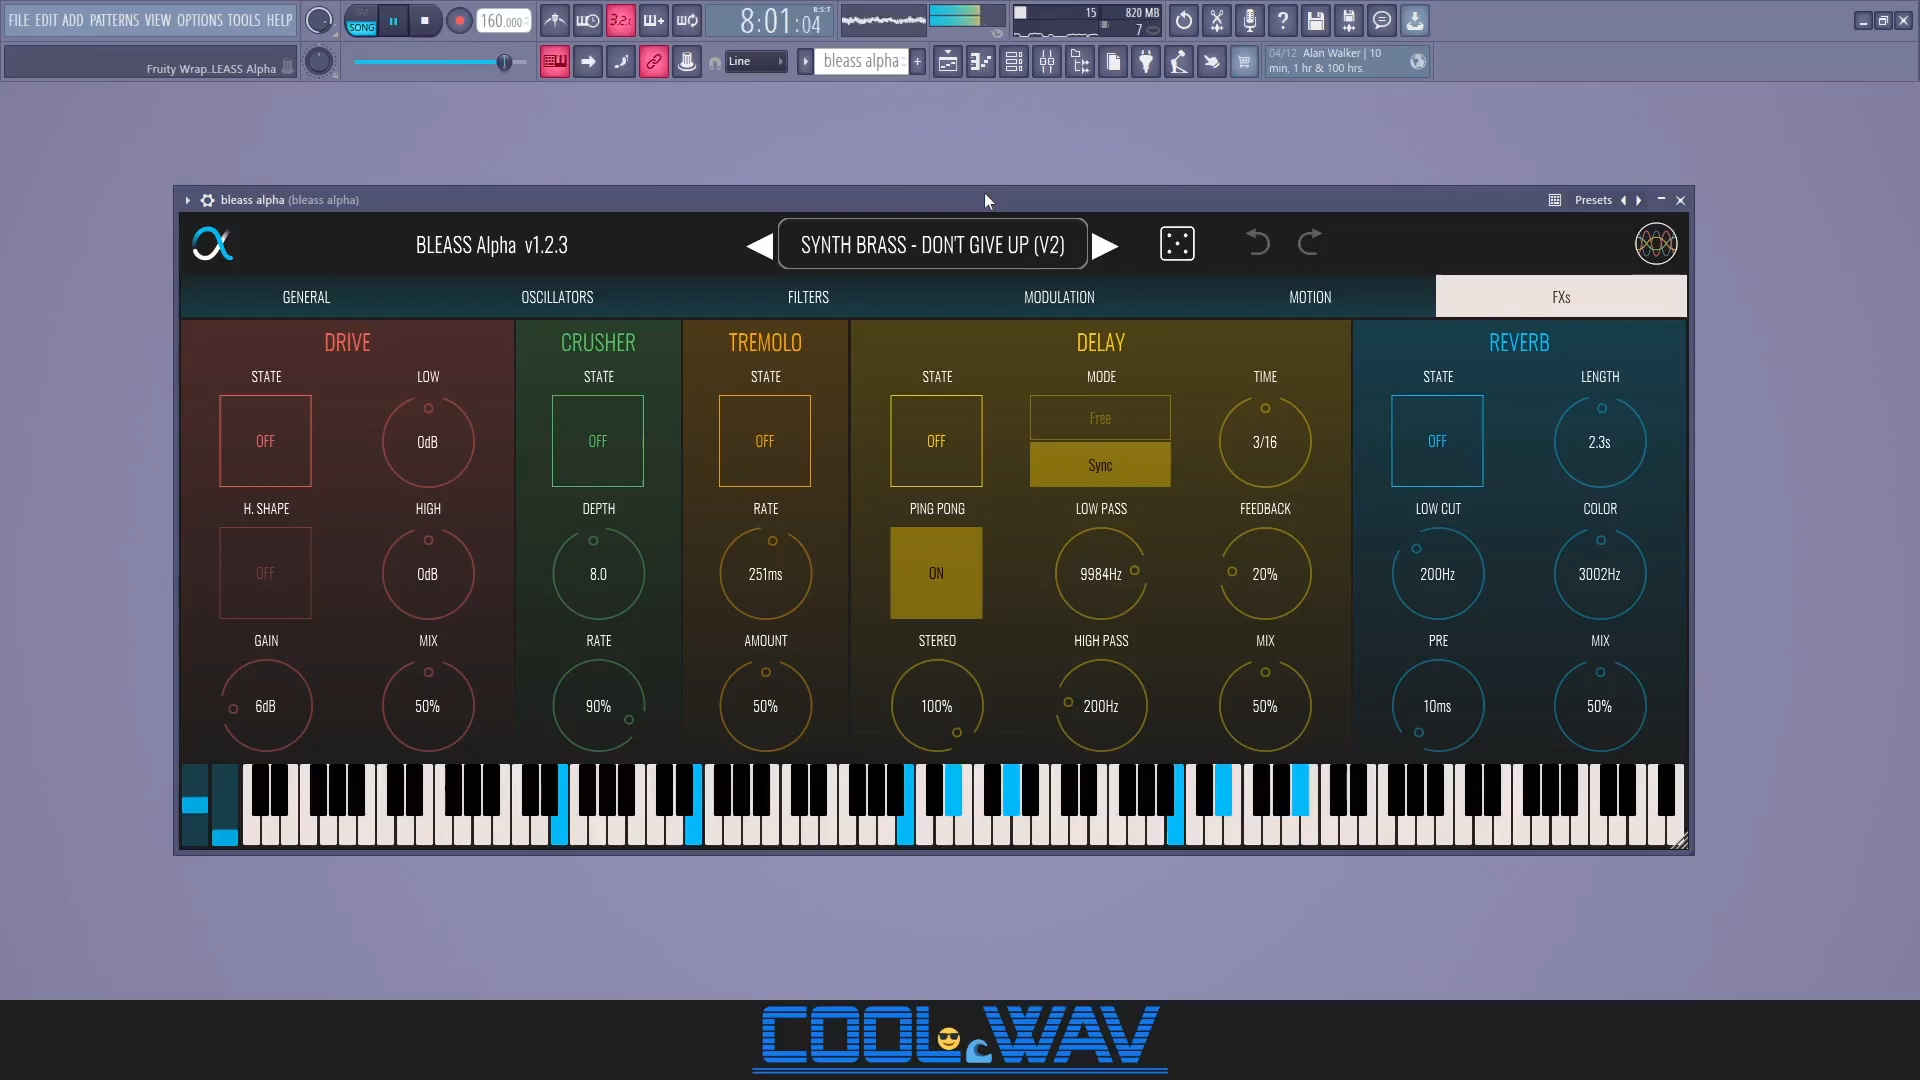 FILE EDIT ADD PATTERNS VIEW OPTIONS TOOLS HELP
SONG
160.000
3.2
8:01:04
B:S:T
15
820 MB
7
Fruity Wrap..LEASS Alpha
Line
bleass alpha
+
04/12 Alan Walker | 10
min, 1 hr & 100 hrs.
bleass alpha (bleass alpha)
Presets
BLEASS Alpha v1.2.3
SYNTH BRASS - DON'T GIVE UP (V2)
GENERAL
OSCILLATORS
FILTERS
MODULATION
MOTION
FXs
DRIVE
STATE
LOW
OFF
0dB
H. SHAPE
HIGH
OFF
0dB
GAIN
MIX
6dB
50%
CRUSHER
STATE
OFF
DEPTH
8.0
RATE
90%
TREMOLO
STATE
OFF
RATE
251ms
AMOUNT
50%
DELAY
STATE
MODE
TIME
OFF
Free
Sync
3/16
PING PONG
LOW PASS
FEEDBACK
ON
9984Hz
20%
STEREO
HIGH PASS
MIX
100%
200Hz
50%
REVERB
STATE
LENGTH
OFF
2.3s
LOW CUT
COLOR
200Hz
3002Hz
PRE
MIX
10ms
50%
COOL WAV